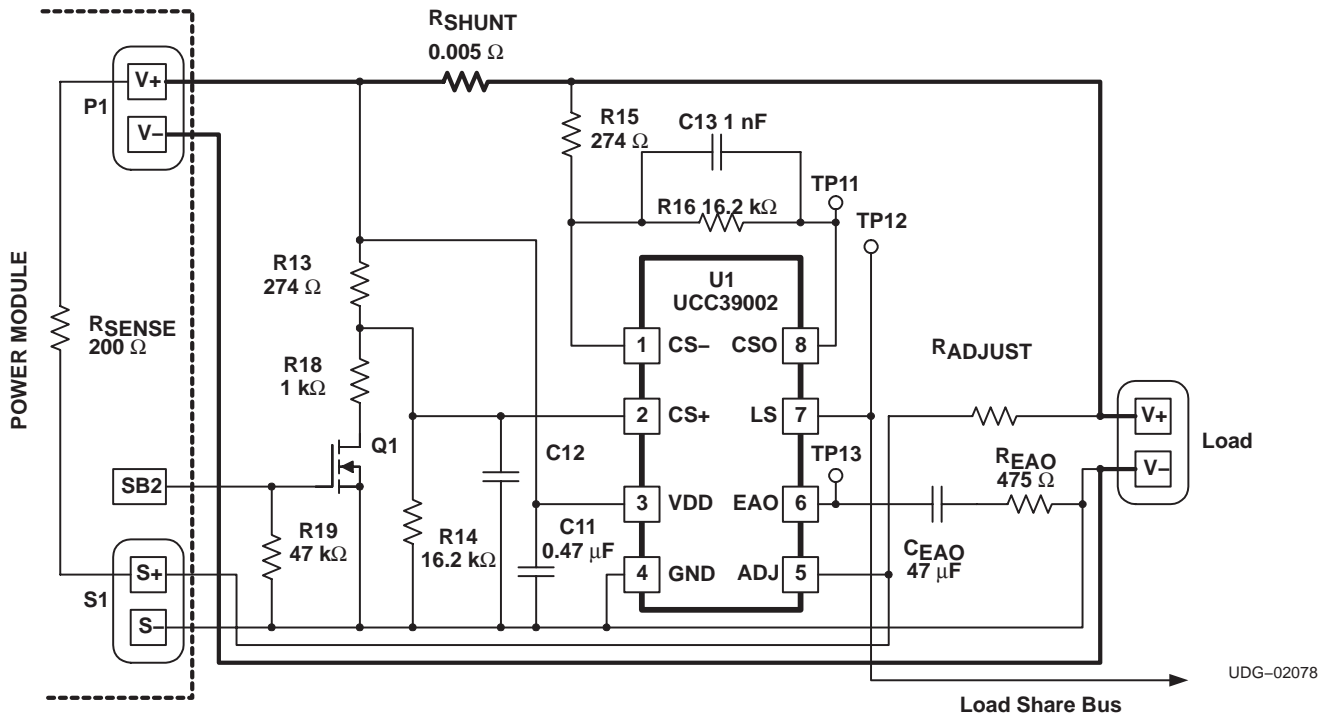 RSHUNT
0.005 Ω
V+
P1
V–
R15
274 Ω
C13 1 nF
TP11
R16 16.2 kΩ
TP12
POWER MODULE
RSENSE
200 Ω
R13
274 Ω
R18
1 kΩ
U1
UCC39002
1 CS– CSO 8
2 CS+ LS 7
3 VDD EAO 6
4 GND ADJ 5
RADJUST
V+
Load
V–
Q1
C12
TP13
REAO
475 Ω
SB2
R19
47 kΩ
R14
16.2 kΩ
C11
0.47 µF
CEAO
47 µF
S+
S1
S–
UDG–02078
Load Share Bus